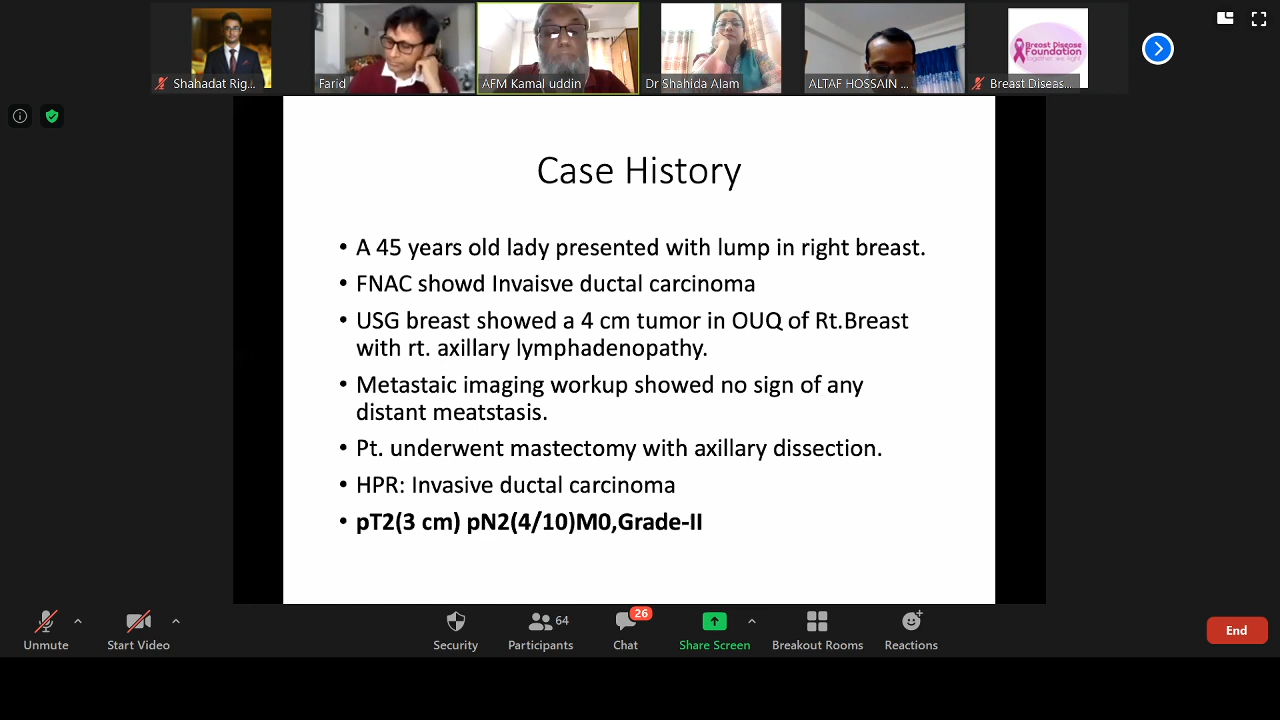 Shahadat Rig...
Farid
AFM Kamal uddin
Dr Shahida Alam
ALTAF HOSSAIN ...
Breast Disease
Foundation
together we fight
Breast Diseas...
Case History
• A 45 years old lady presented with lump in right breast.
• FNAC showd Invaisve ductal carcinoma
• USG breast showed a 4 cm tumor in OUQ of Rt.Breast
with rt. axillary lymphadenopathy.
• Metastaic imaging workup showed no sign of any
distant meatstasis.
• Pt. underwent mastectomy with axillary dissection.
• HPR: Invasive ductal carcinoma
• pT2(3 cm) pN2(4/10)M0,Grade-II
Unmute
Start Video
Security
64
Participants
26
Chat
Share Screen
Breakout Rooms
Reactions
End